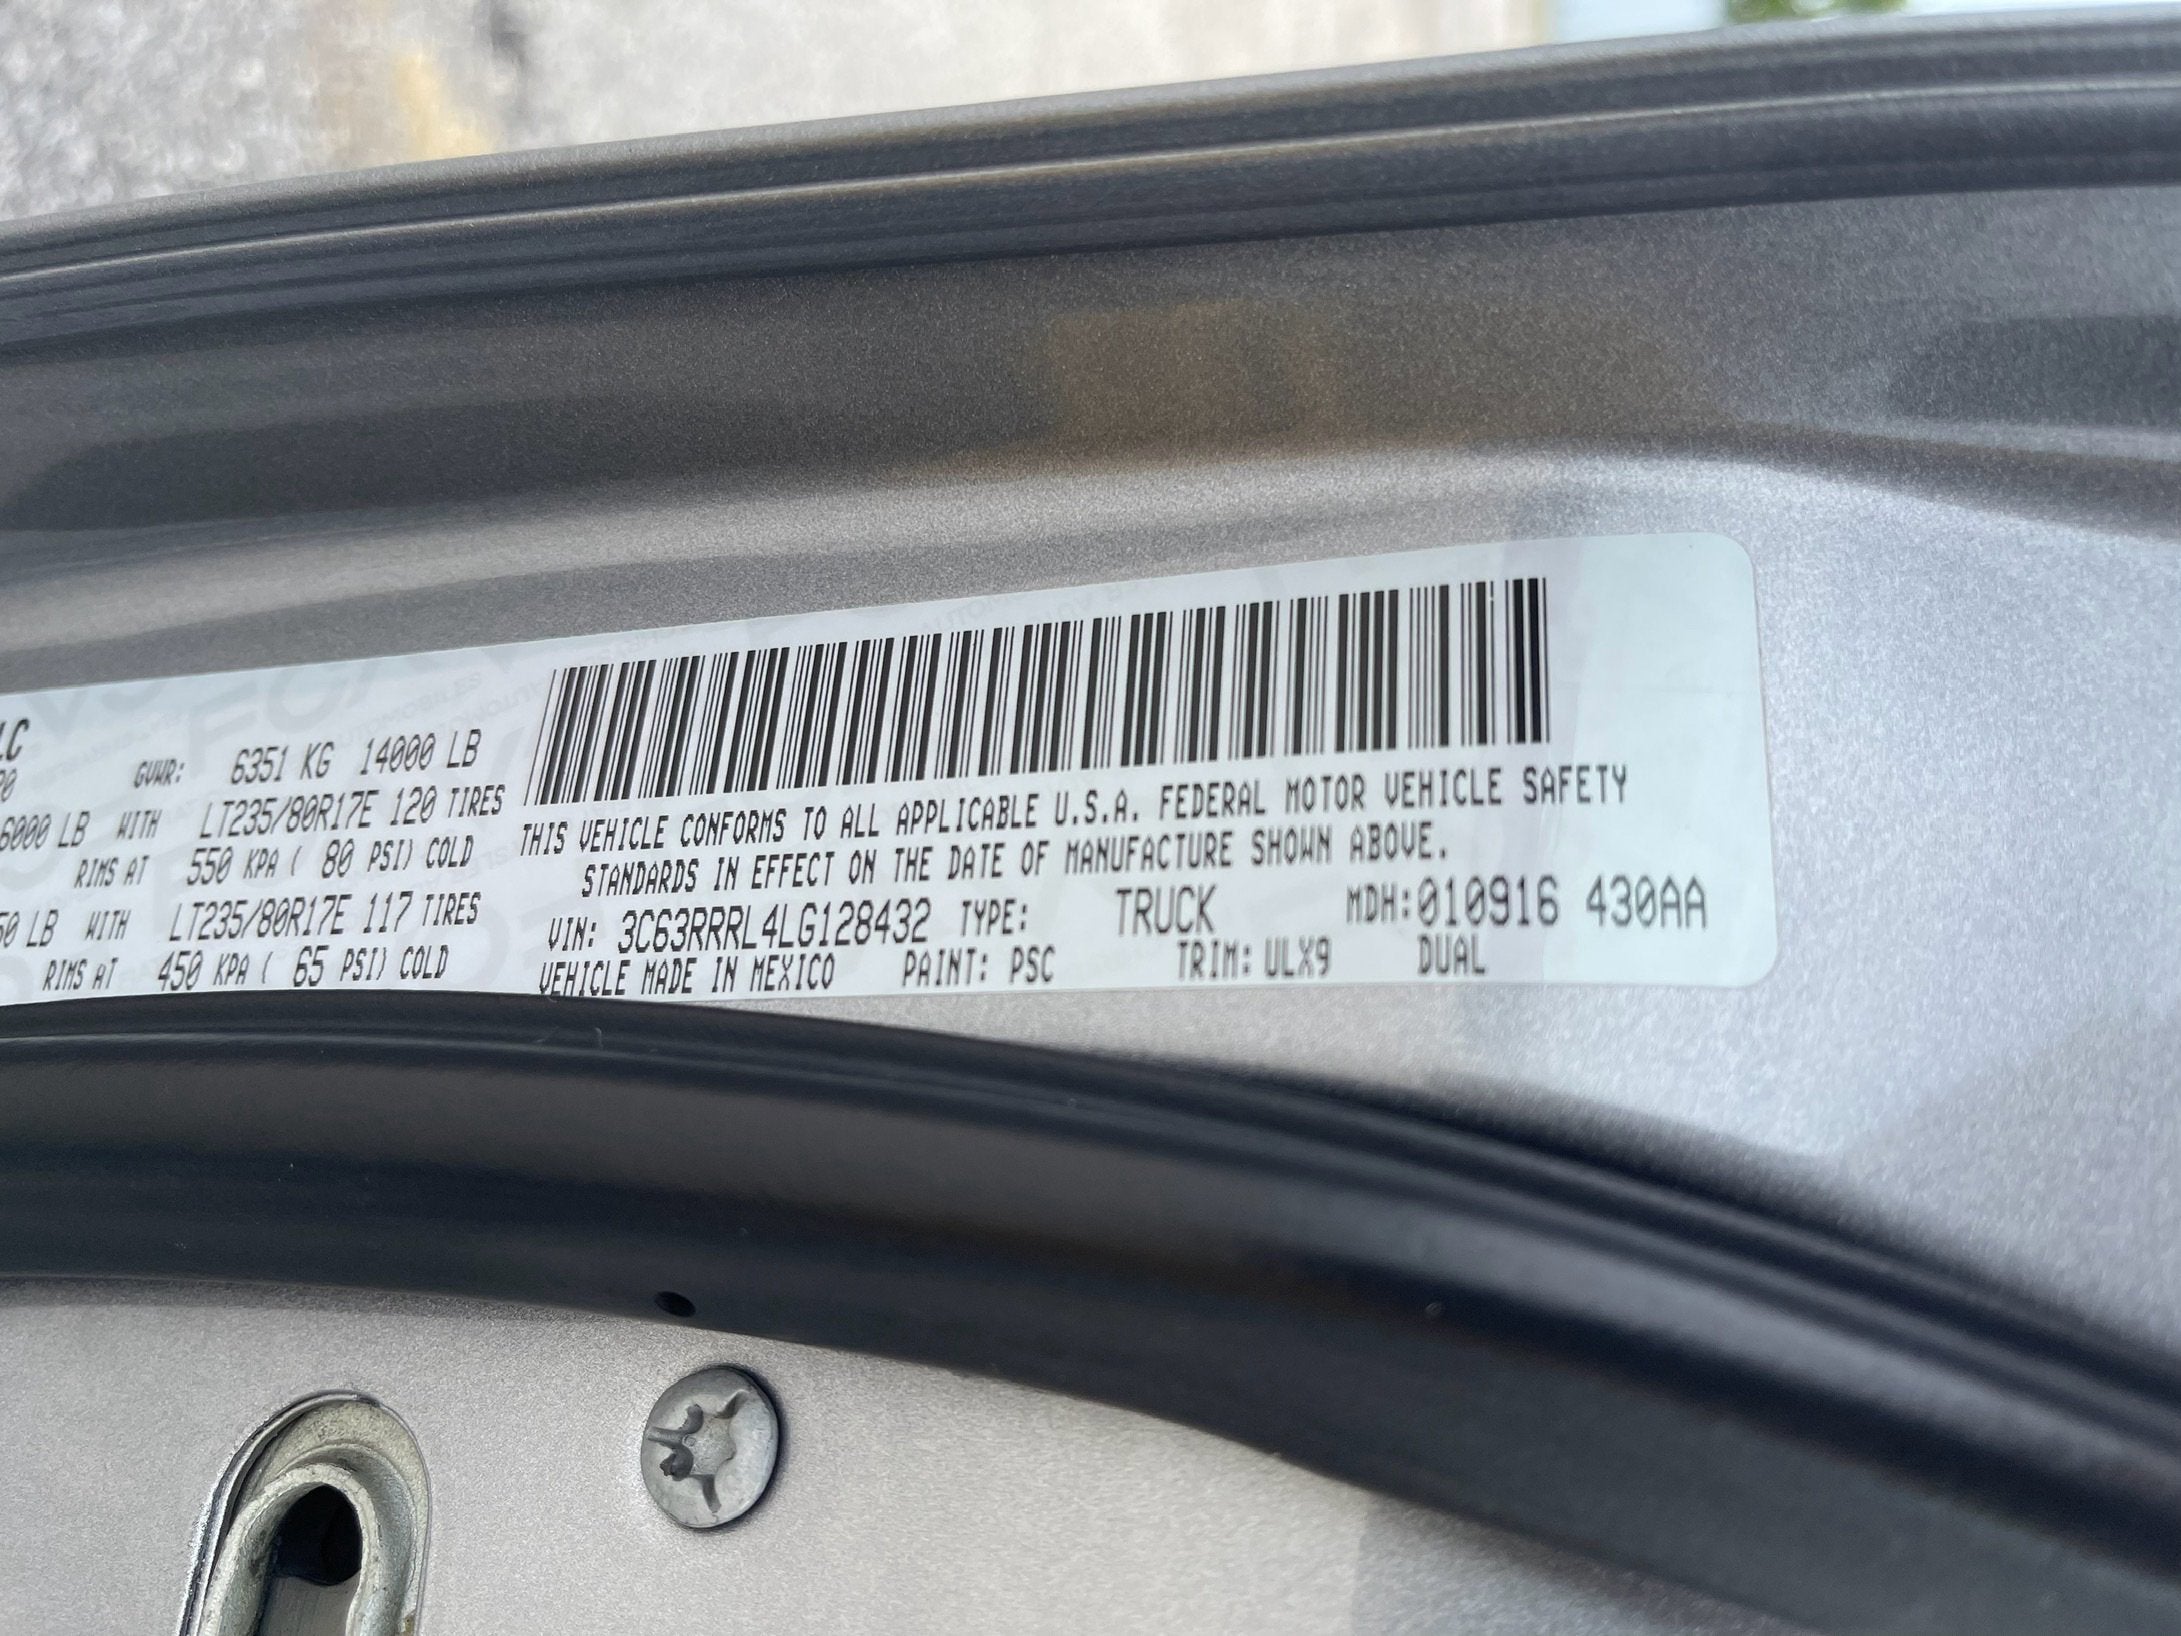 LC
GVWR: 6351 KG 14000 LB
6000 LB WITH LT235/80R17E 120 TIRES
RIMS AT 550 KPA ( 80 PSI) COLD
50 LB WITH LT235/80R17E 117 TIRES
RIMS AT 450 KPA ( 65 PSI) COLD
THIS VEHICLE CONFORMS TO ALL APPLICABLE U.S.A. FEDERAL MOTOR VEHICLE SAFETY
STANDARDS IN EFFECT ON THE DATE OF MANUFACTURE SHOWN ABOVE.
VIN: 3C63RRRL4LG128432 TYPE: TRUCK MDH:010916 430AA
VEHICLE MADE IN MEXICO PAINT: PSC TRIM: ULX9 DUAL